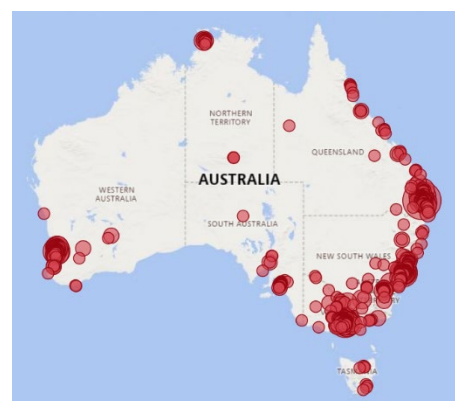 NORTHERN
TERRITORY
QUEENSLAND
AUSTRALIA
WESTERN
AUSTRALIA
SOUTH AUSTRALIA
NEW SOUTH WALES